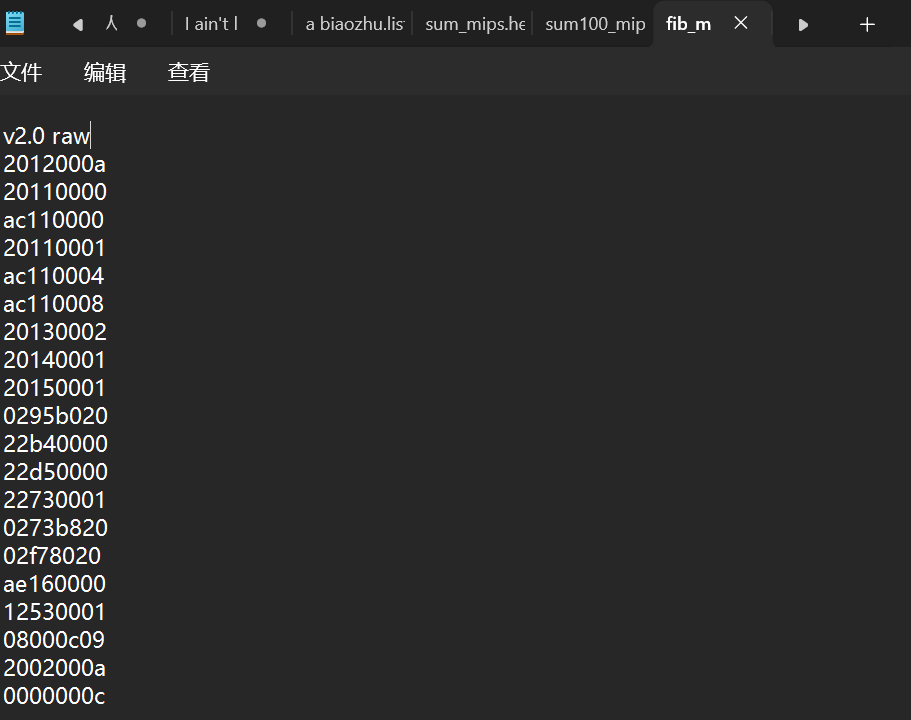 人 I ain't l a biaozhu.lis sum_mips.he sum100_mip fib_m
文件 编辑 查看
v2.0 raw
2012000a
20110000
ac110000
20110001
ac110004
ac110008
20130002
20140001
20150001
0295b020
22b40000
22d50000
22730001
0273b820
02f78020
ae160000
12530001
08000c09
2002000a
0000000c